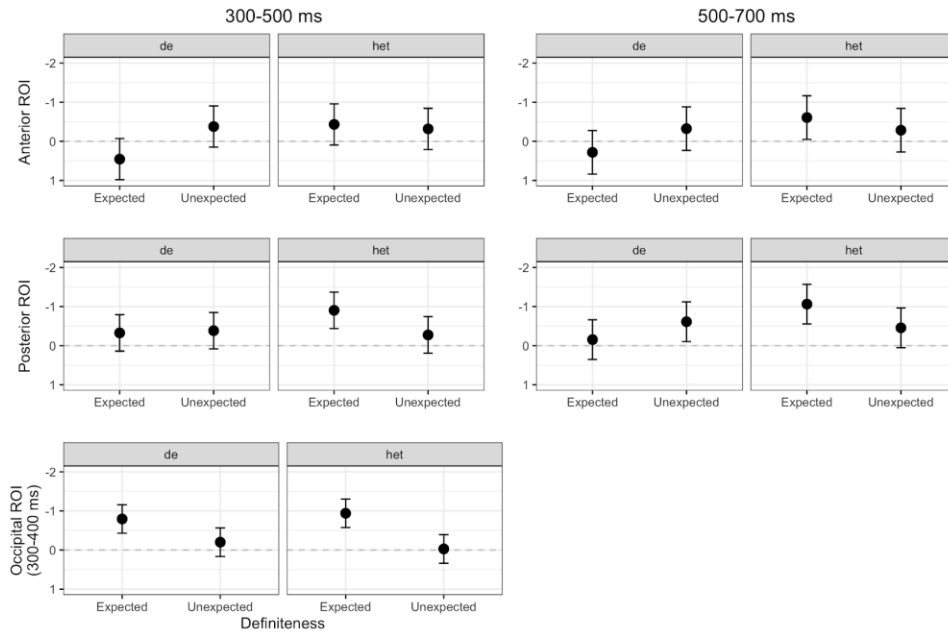 300-500 ms
500-700 ms
de
het
de
het
Anterior ROI
-2
-1
0
1
Expected
Unexpected
Expected
Unexpected
Expected
Unexpected
Expected
Unexpected
de
het
de
het
Posterior ROI
-2
-1
0
1
Expected
Unexpected
Expected
Unexpected
Expected
Unexpected
Expected
Unexpected
de
het
Occipital ROI
(300-400 ms)
-2
-1
0
1
Expected
Unexpected
Expected
Unexpected
Definiteness